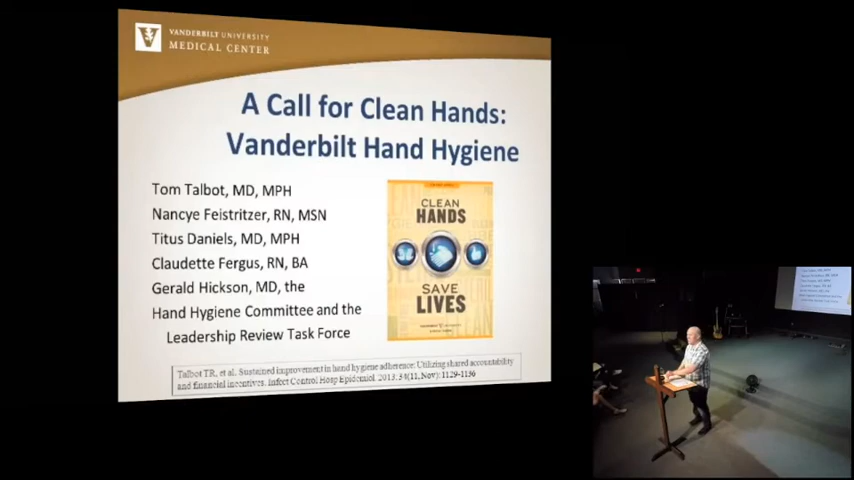 VANDERBILT UNIVERSITY
MEDICAL CENTER
A Call for Clean Hands:
Vanderbilt Hand Hygiene
Tom Talbot, MD, MPH
Nancye Feistritzer, RN, MSN
Titus Daniels, MD, MPH
Claudette Fergus, RN, BA
Gerald Hickson, MD, the
Hand Hygiene Committee and the
Leadership Review Task Force
CLEAN
HANDS
SAVE
LIVES
Talbot TR, et al. Sustained improvement in hand hygiene adherence: Utilizing shared accountability
and financial incentives. Infect Control Hosp Epidemiol. 2013;34(11, Nov):1129-1136